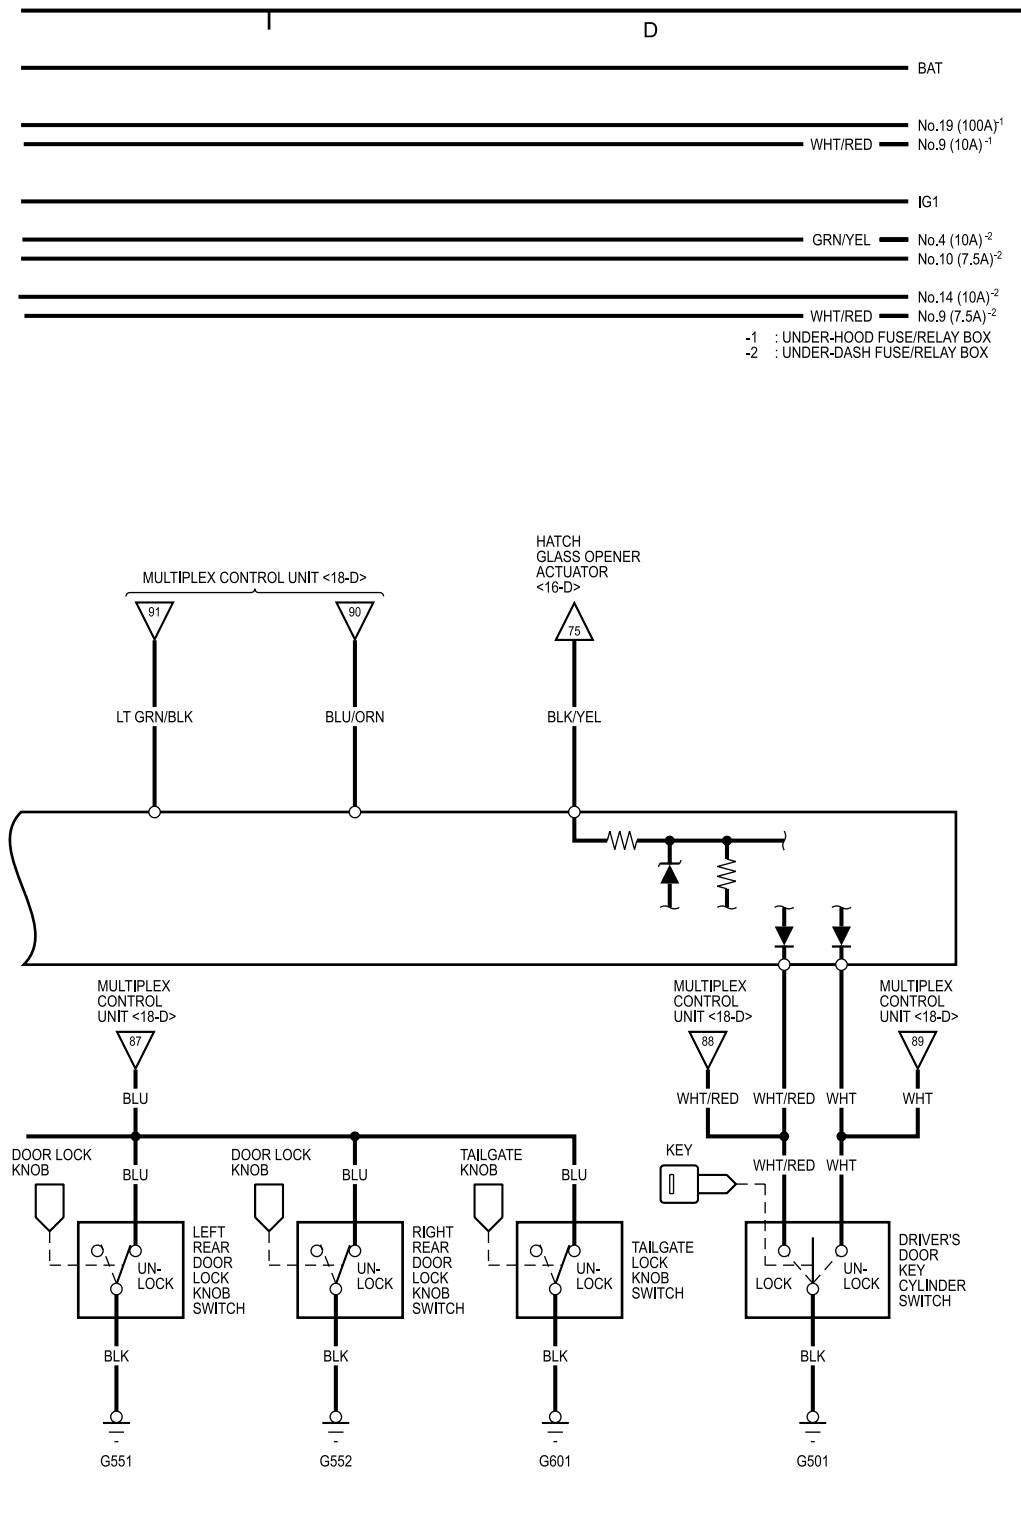 D
BAT
No.19 (100A)-1
WHT/RED No.9 (10A) -1
IG1
GRN/YEL No.4 (10A) -2
No.10 (7.5A)-2
No.14 (10A)-2
WHT/RED No.9 (7.5A)-2
-1 : UNDER-HOOD FUSE/RELAY BOX
-2 : UNDER-DASH FUSE/RELAY BOX
HATCH
GLASS OPENER
ACTUATOR
<16-D>
MULTIPLEX CONTROL UNIT <18-D>
91 90 75
LT GRN/BLK BLU/ORN BLK/YEL
MULTIPLEX
CONTROL
UNIT <18-D>
87
MULTIPLEX
CONTROL
UNIT <18-D>
88
MULTIPLEX
CONTROL
UNIT <18-D>
89
BLU WHT/RED WHT/RED WHT WHT
DOOR LOCK
KNOB
BLU
DOOR LOCK
KNOB
BLU
TAILGATE
KNOB
BLU
KEY
WHT/RED WHT
UN-
LOCK
LEFT
REAR
DOOR
LOCK
KNOB
SWITCH
UN-
LOCK
RIGHT
REAR
DOOR
LOCK
KNOB
SWITCH
UN-
LOCK
TAILGATE
LOCK
KNOB
SWITCH
LOCK
UN-
LOCK
DRIVER'S
DOOR
KEY
CYLINDER
SWITCH
BLK BLK BLK BLK
G551 G552 G601 G501